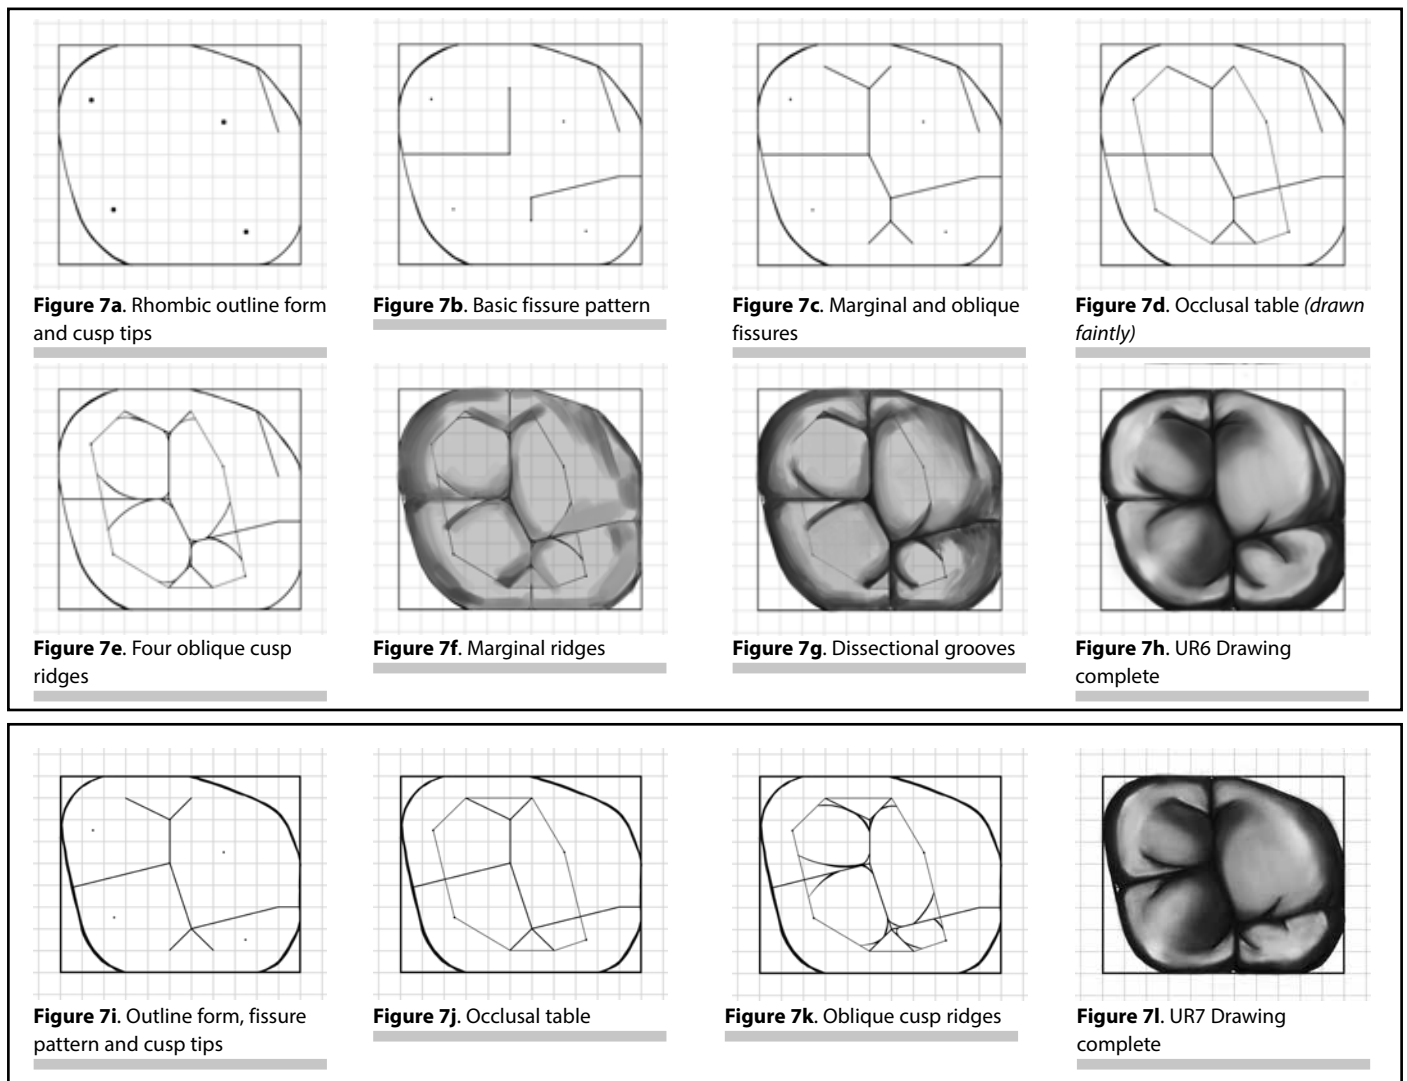 Figure 7a. Rhombic outline form
and cusp tips
Figure 7b. Basic fissure pattern
Figure 7c. Marginal and oblique
fissures
Figure 7d. Occlusal table (drawn
faintly)
Figure 7e. Four oblique cusp
ridges
Figure 7f. Marginal ridges
Figure 7g. Dissectional grooves
Figure 7h. UR6 Drawing
complete
Figure 7i. Outline form, fissure
pattern and cusp tips
Figure 7j. Occlusal table
Figure 7k. Oblique cusp ridges
Figure 7l. UR7 Drawing
complete